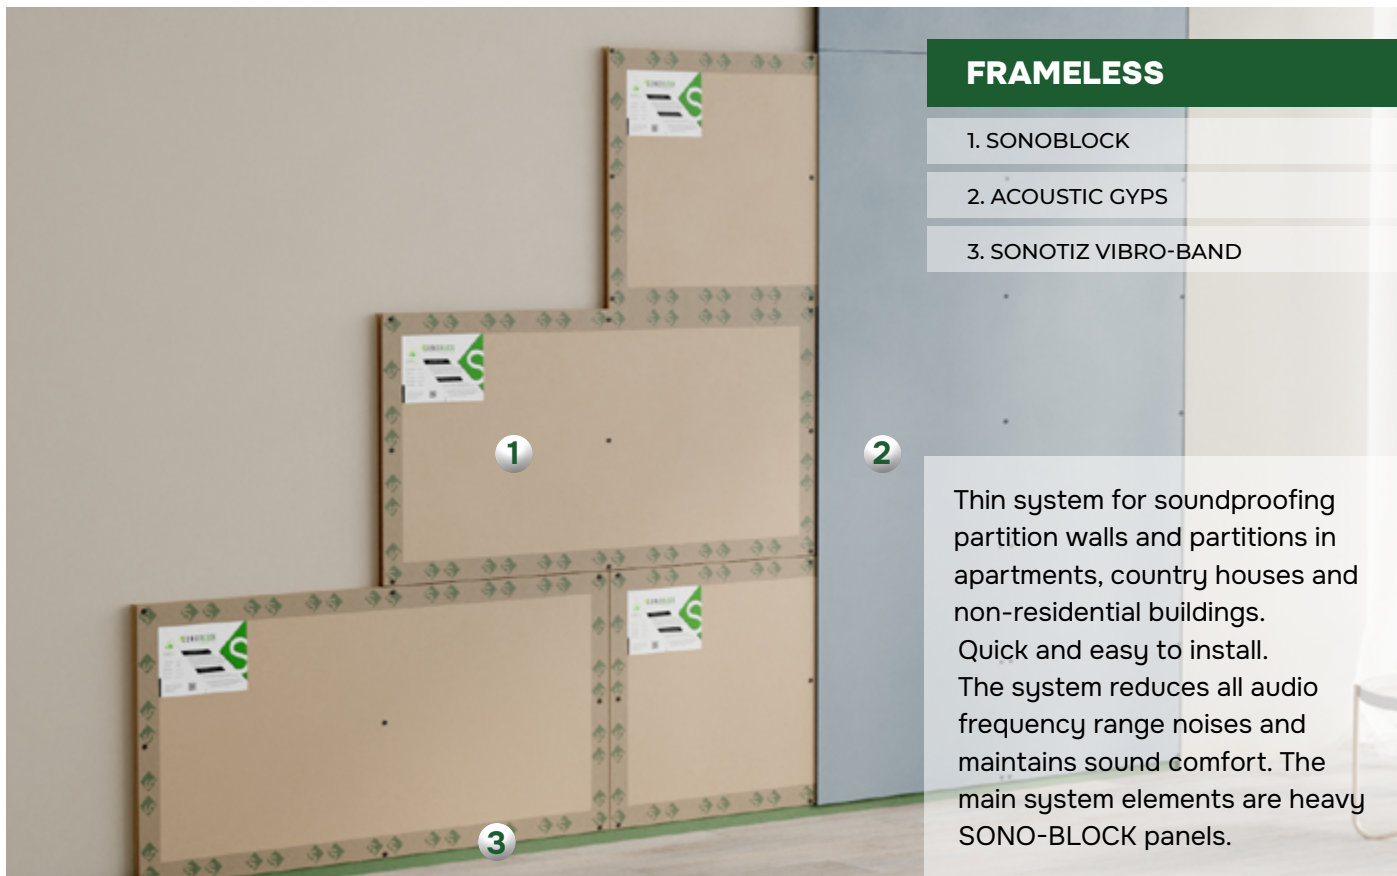 FRAMELESS
1. SONOBLOCK
2. ACOUSTIC GYPS
3. SONOTIZ VIBRO-BAND
1
2
3
Thin system for soundproofing
partition walls and partitions in
apartments, country houses and
non-residential buildings.
Quick and easy to install.
The system reduces all audio
frequency range noises and
maintains sound comfort. The
main system elements are heavy
SONO-BLOCK panels.